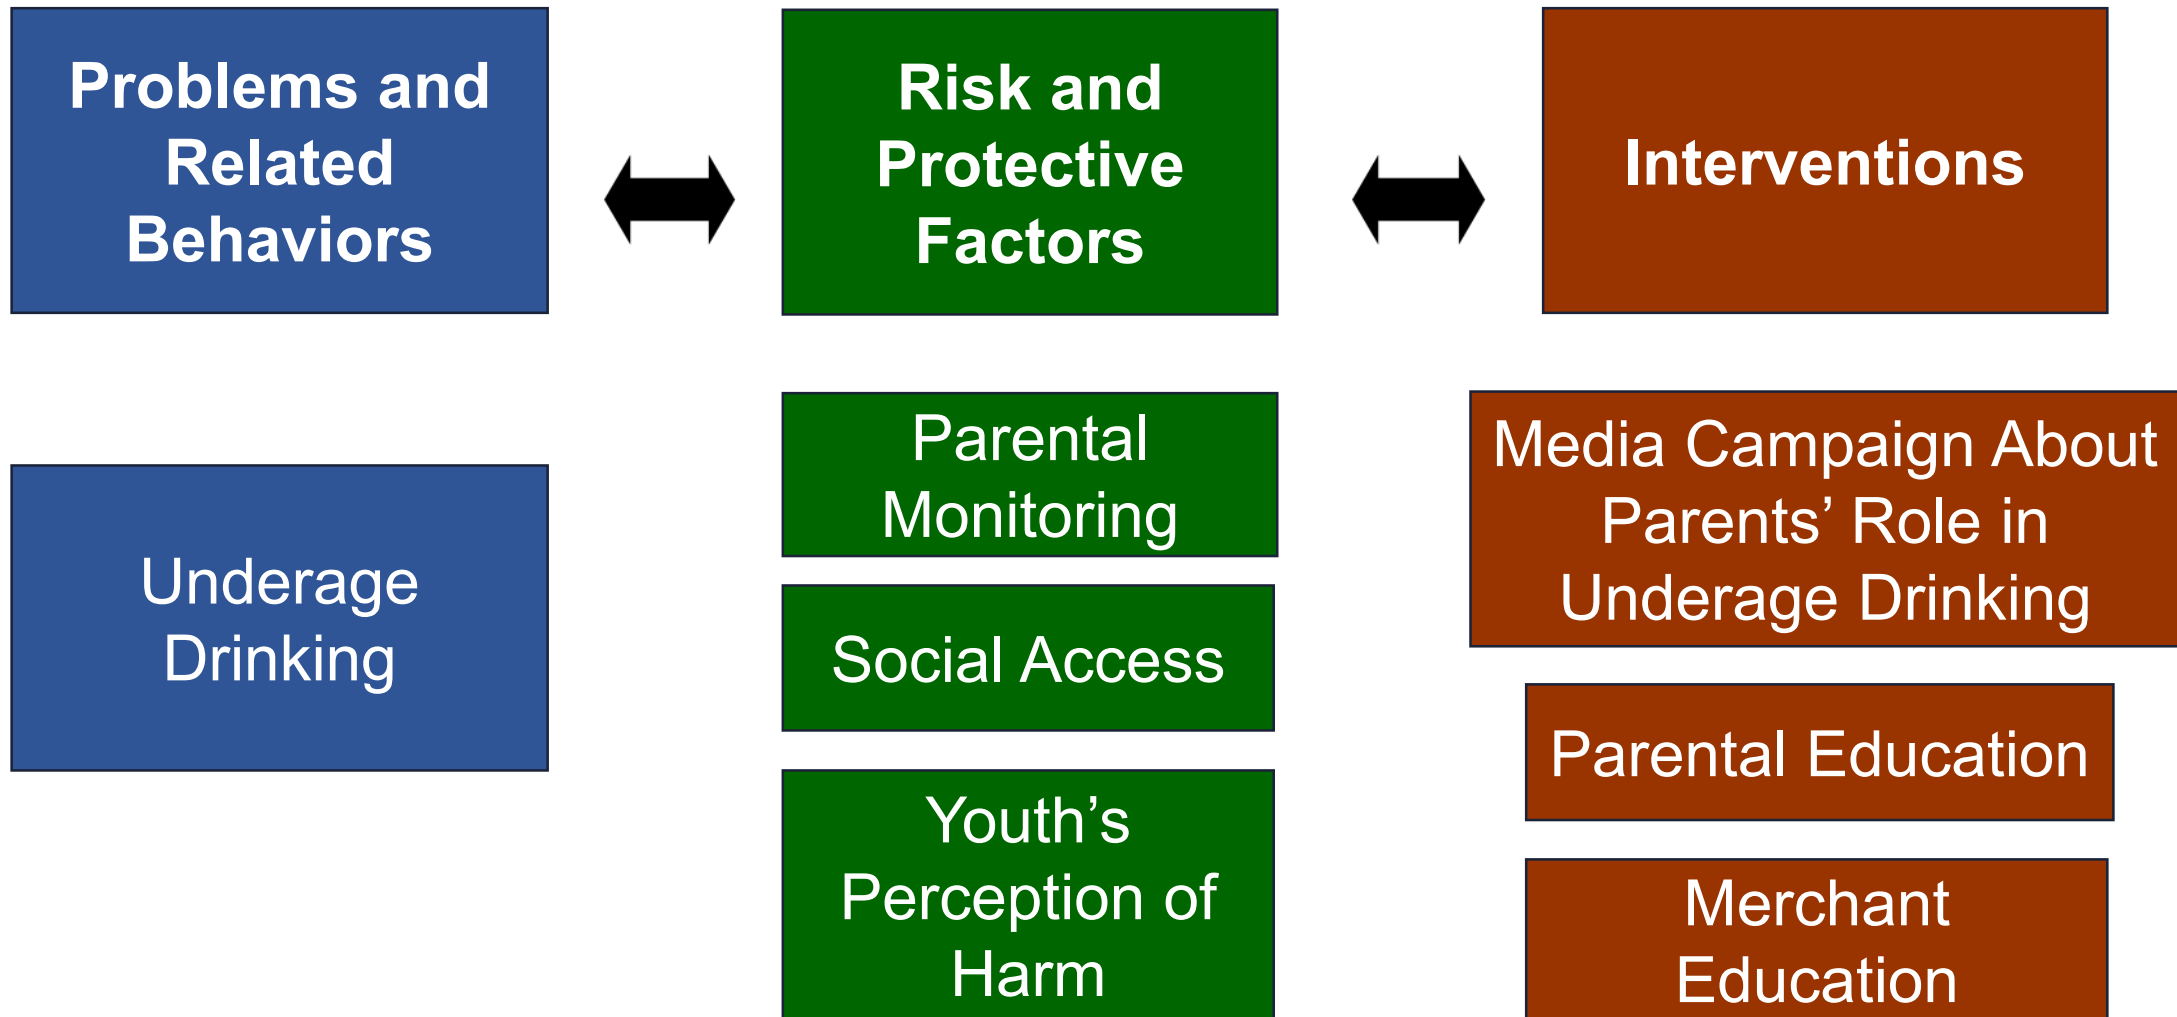 Problems and
Related
Behaviors
Risk and
Protective
Factors
Interventions
Underage
Drinking
Parental
Monitoring
Social Access
Youth’s
Perception of
Harm
Media Campaign About
Parents’ Role in
Underage Drinking
Parental Education
Merchant
Education